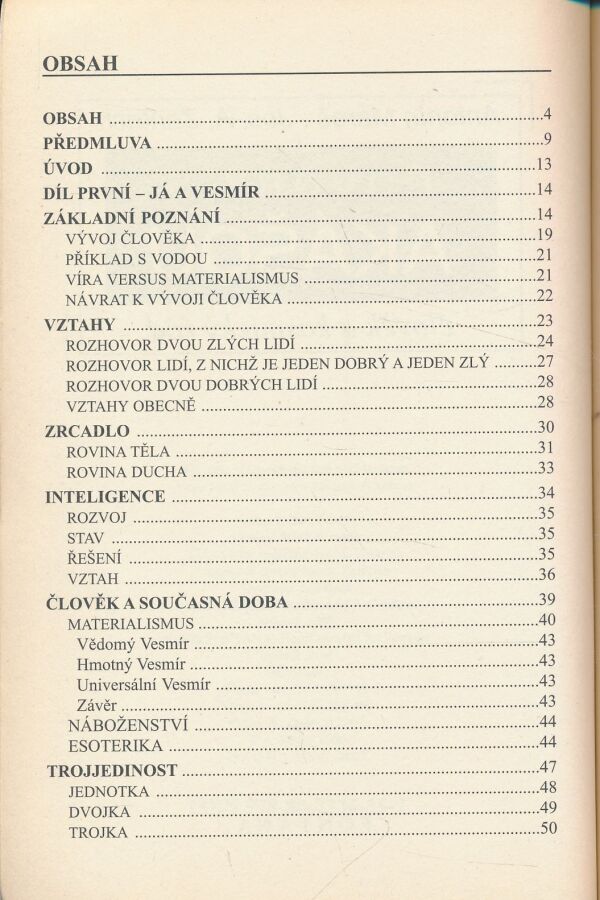 OBSAH
OBSAH ........ 4
PŘEDMLUVA ........ 9
ÚVOD ........ 13
DÍL PRVNÍ – JÁ A VESMÍR ........ 14
ZÁKLADNÍ POZNÁNÍ ........ 14
VÝVOJ ČLOVĚKA ........ 19
PŘÍKLAD S VODOU ........ 21
VÍRA VERSUS MATERIALISMUS ........ 21
NÁVRAT K VÝVOJI ČLOVĚKA ........ 22
VZTAHY ........ 23
ROZHOVOR DVOU ZLÝCH LIDÍ ........ 24
ROZHOVOR LIDÍ, Z NICHŽ JE JEDEN DOBRÝ A JEDEN ZLÝ ........ 27
ROZHOVOR DVOU DOBRÝCH LIDÍ ........ 28
VZTAHY OBECNĚ ........ 28
ZRCADLO ........ 30
ROVINA TĚLA ........ 31
ROVINA DUCHA ........ 33
INTELIGENCE ........ 34
ROZVOJ ........ 35
STAV ........ 35
ŘEŠENÍ ........ 35
VZTAH ........ 36
ČLOVĚK A SOUČASNÁ DOBA ........ 39
MATERIALISMUS ........ 40
Vědomý Vesmír ........ 43
Hmotný Vesmír ........ 43
Universální Vesmír ........ 43
Závěr ........ 43
NÁBOŽENSTVÍ ........ 44
ESOTERIKA ........ 44
TROJJEDINOST ........ 47
JEDNOTKA ........ 48
DVOJKA ........ 49
TROJKA ........ 50